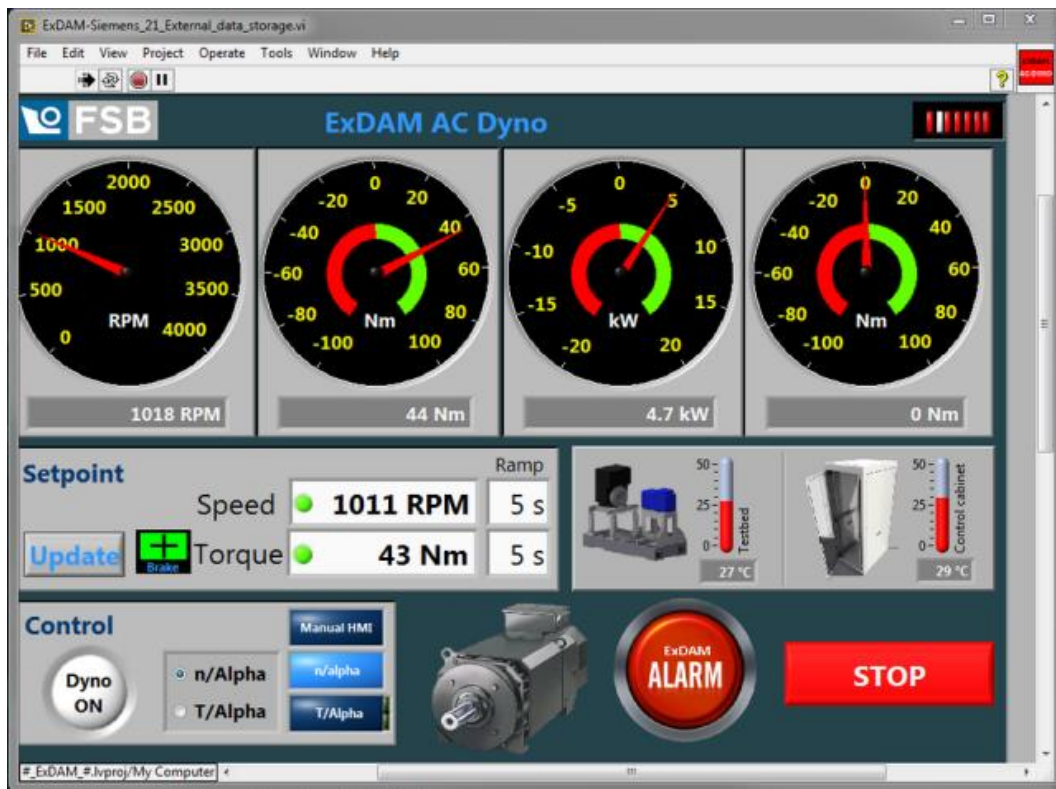 ExDAM-Siemens_21_External_data_storage.vi
File Edit View Project Operate Tools Window Help
FSB
ExDAM AC Dyno
0 500 1000 1500 2000 2500 3000 3500 4000
RPM
1018 RPM
-100 -80 -60 -40 -20 0 20 40 60 80 100
Nm
44 Nm
-20 -15 -10 -5 0 5 10 15 20
kW
4.7 kW
-100 -80 -60 -40 -20 0 20 40 60 80 100
Nm
0 Nm
Setpoint
Ramp
Speed 1011 RPM 5 s
Update Brake Torque 43 Nm 5 s
50
25
0
Testbed
27 °C
50
25
0
Control cabinet
29 °C
Control
Dyno
ON
n/Alpha
T/Alpha
Manual HMI
n/alpha
T/Alpha
ExDAM
ALARM
STOP
#_ExDAM_#.lvproj/My Computer